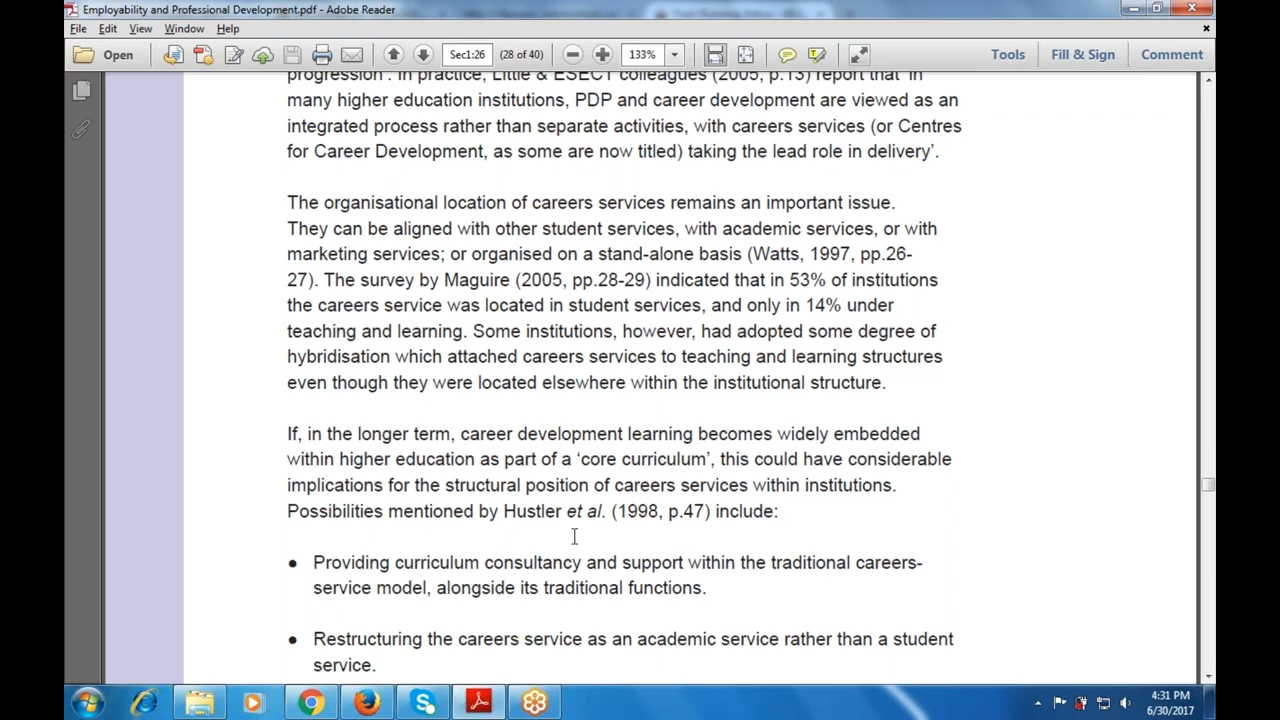 Employability and Professional Development.pdf - Adobe Reader
File Edit View Window Help
Open Sec1:26 (28 of 40) 133% Tools Fill & Sign Comment
progression'. In practice, Little & ESECT colleagues (2005, p.13) report that 'in
many higher education institutions, PDP and career development are viewed as an
integrated process rather than separate activities, with careers services (or Centres
for Career Development, as some are now titled) taking the lead role in delivery'.
The organisational location of careers services remains an important issue.
They can be aligned with other student services, with academic services, or with
marketing services; or organised on a stand-alone basis (Watts, 1997, pp.26-
27). The survey by Maguire (2005, pp.28-29) indicated that in 53% of institutions
the careers service was located in student services, and only in 14% under
teaching and learning. Some institutions, however, had adopted some degree of
hybridisation which attached careers services to teaching and learning structures
even though they were located elsewhere within the institutional structure.
If, in the longer term, career development learning becomes widely embedded
within higher education as part of a 'core curriculum', this could have considerable
implications for the structural position of careers services within institutions.
Possibilities mentioned by Hustler et al. (1998, p.47) include:
● Providing curriculum consultancy and support within the traditional careers-
service model, alongside its traditional functions.
● Restructuring the careers service as an academic service rather than a student
service.
4:31 PM
6/30/2017